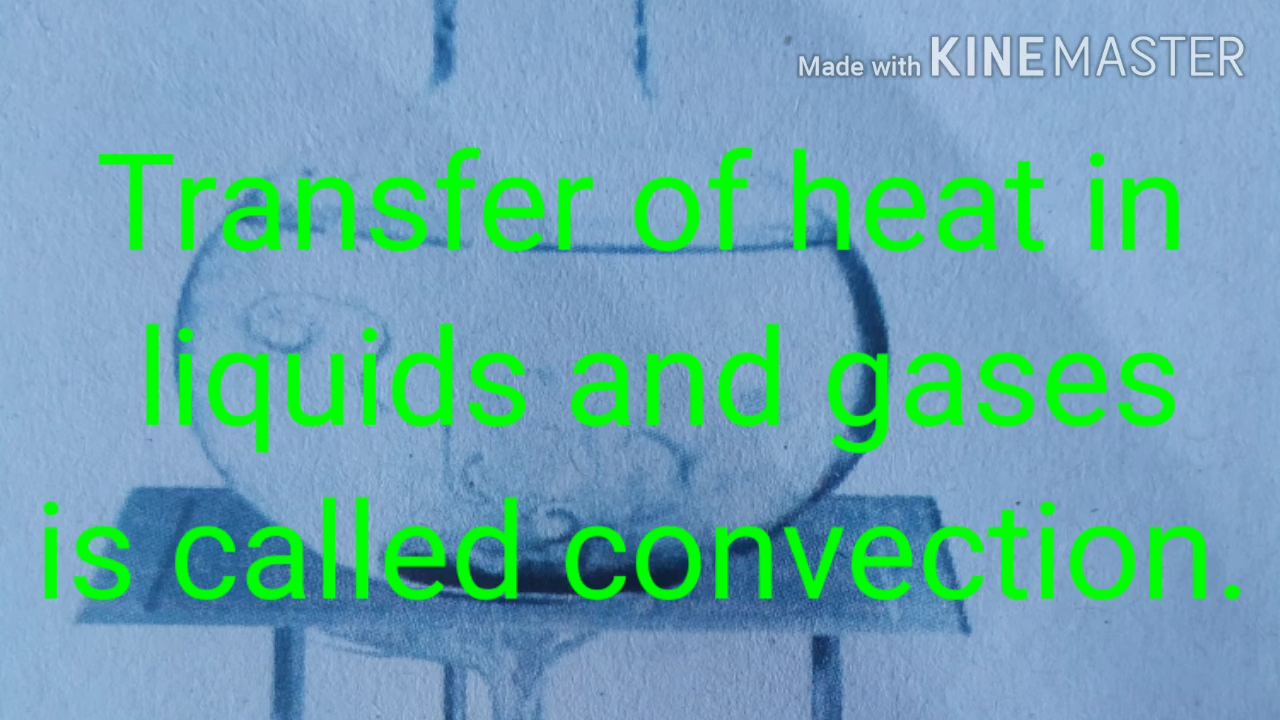 Made with KINEMASTER
Transfer of heat in
liquids and gases
is called convection.